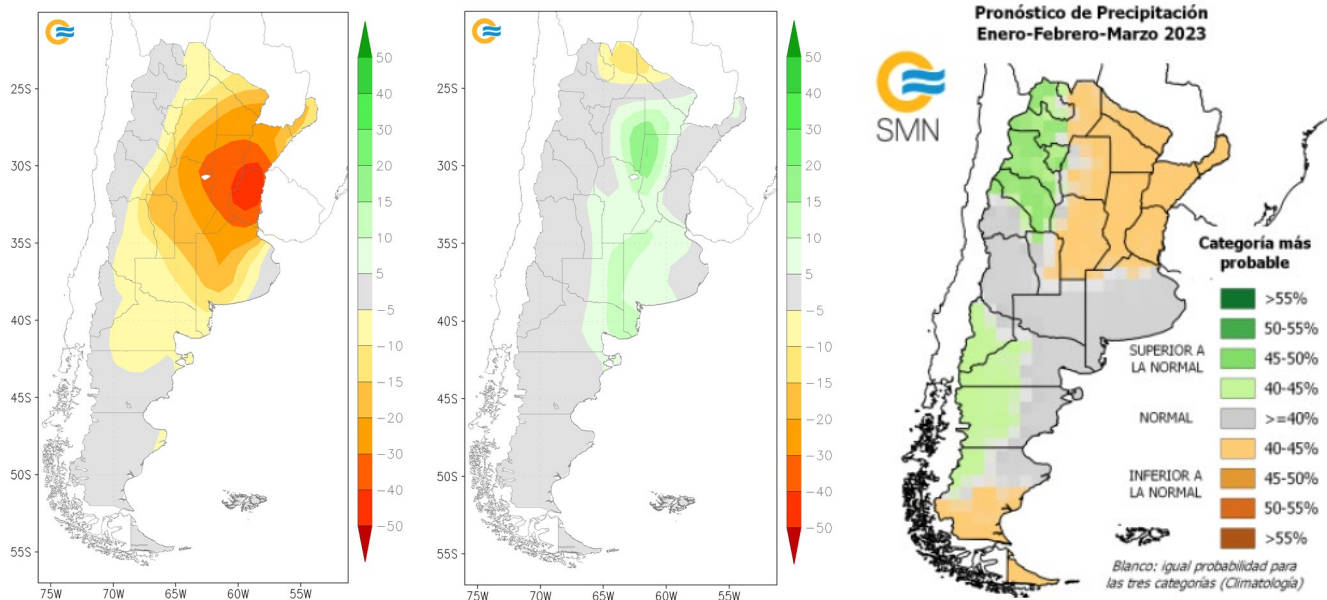 25S
30S
35S
40S
45S
50S
55S
75W
70W
65W
60W
55W
50
40
30
20
15
10
5
−5
−10
−15
−20
−30
−40
−50
25S
30S
35S
40S
45S
50S
55S
75W
70W
65W
60W
55W
50
40
30
20
15
10
5
−5
−10
−15
−20
−30
−40
−50
Pronóstico de Precipitación
Enero-Febrero-Marzo 2023
SMN
Categoría más
probable
>55%
50-55%
SUPERIOR A
LA NORMAL
45-50%
40-45%
NORMAL
>=40%
40-45%
INFERIOR A
LA NORMAL
45-50%
50-55%
>55%
Blanco: igual probabilidad para
las tres categorías (Climatología)